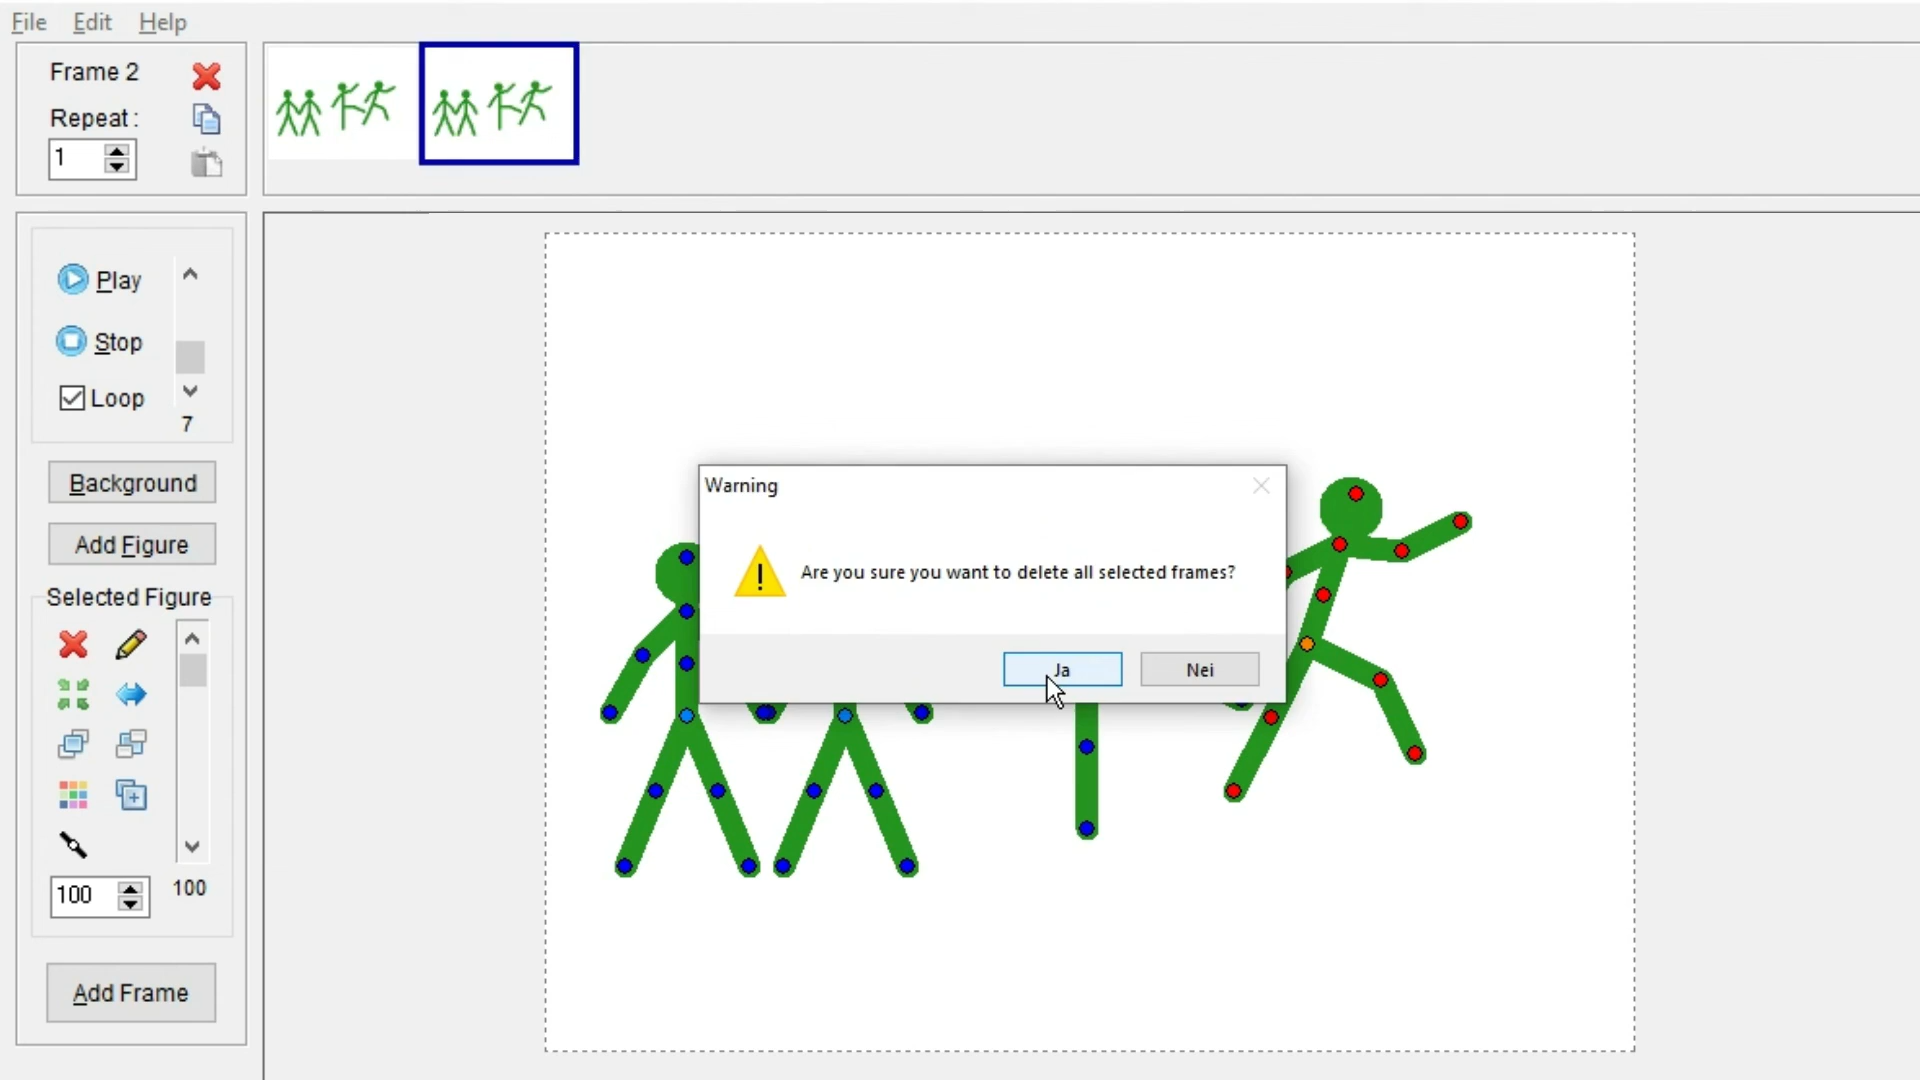 File Edit Help
Frame 2
Repeat :
1
Play
Stop
Loop
7
Background
Add Figure
Selected Figure
100
100
Add Frame
Warning
Are you sure you want to delete all selected frames?
Ja
Nei